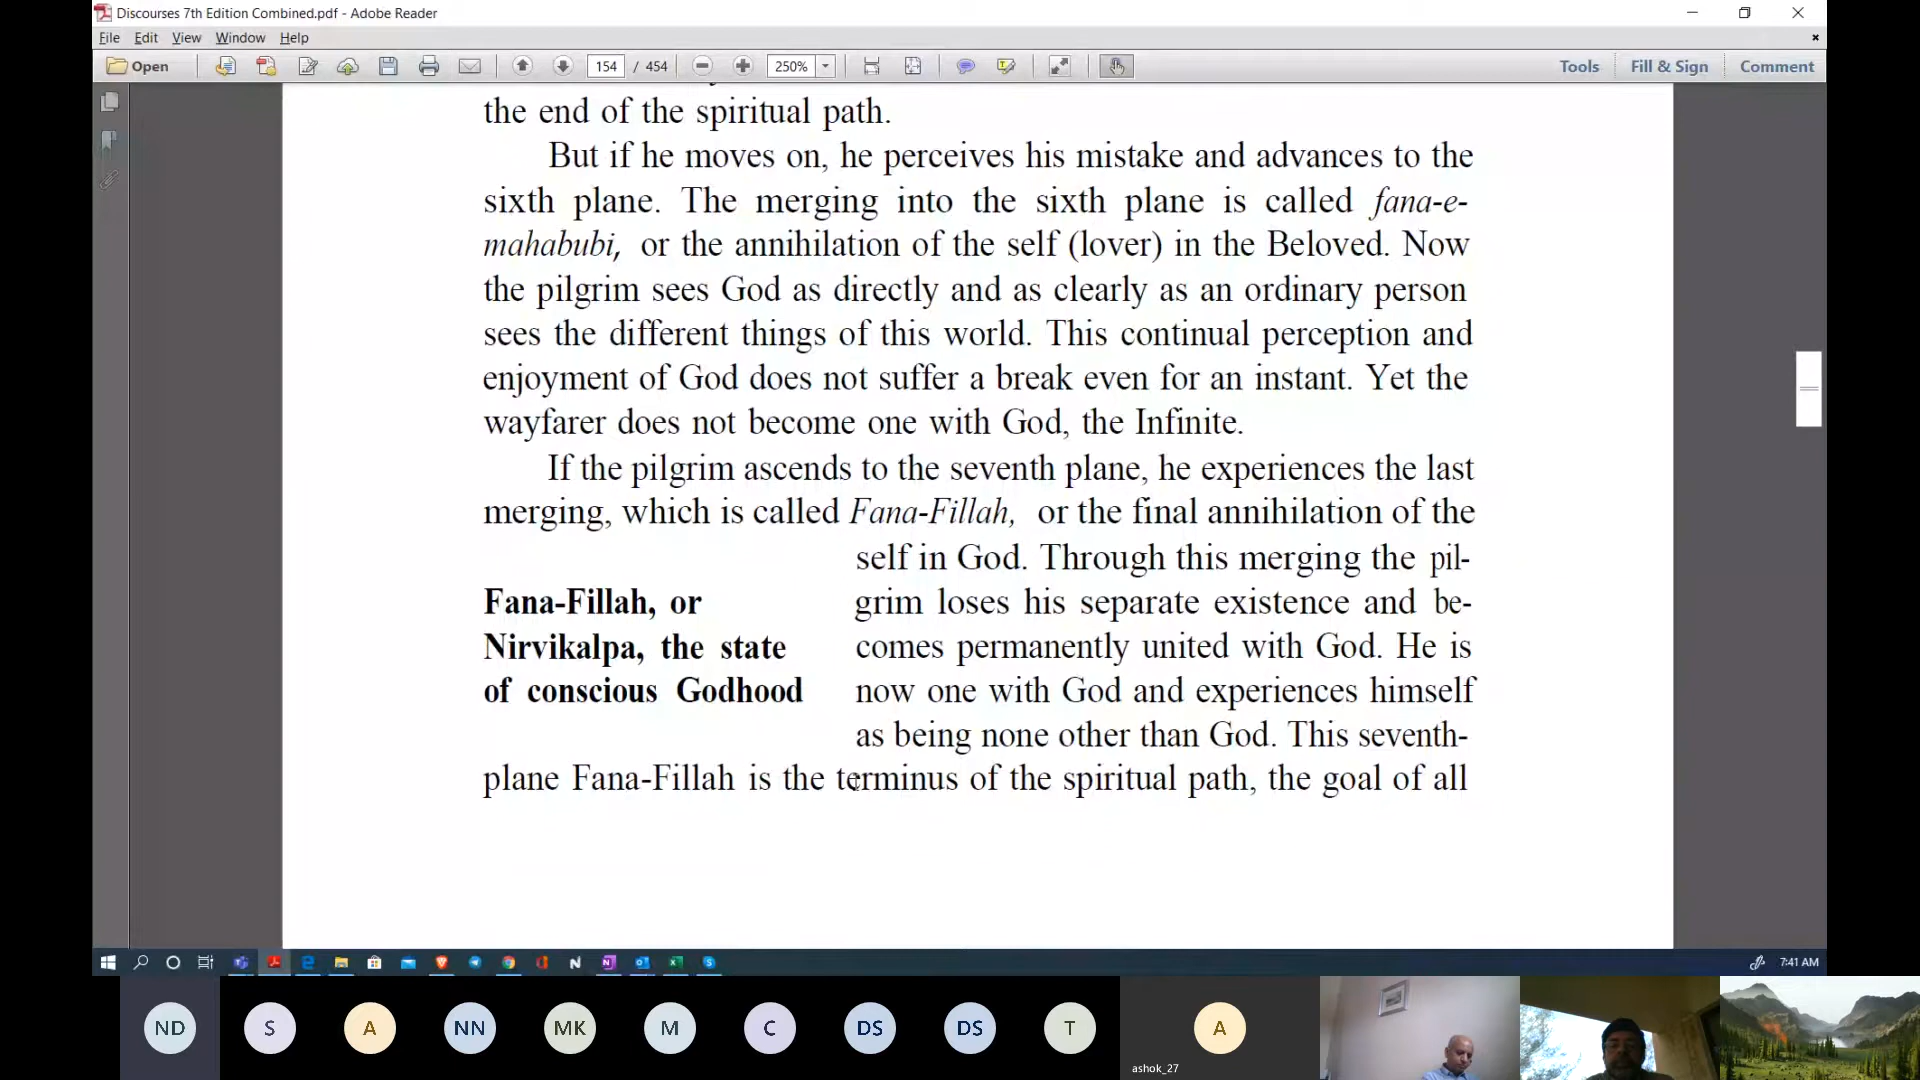 Discourses 7th Edition Combined.pdf - Adobe Reader
File Edit View Window Help
Open 154 / 454 250% Tools Fill & Sign Comment
the end of the spiritual path.
But if he moves on, he perceives his mistake and advances to the
sixth plane. The merging into the sixth plane is called fana-e-
mahabubi, or the annihilation of the self (lover) in the Beloved. Now
the pilgrim sees God as directly and as clearly as an ordinary person
sees the different things of this world. This continual perception and
enjoyment of God does not suffer a break even for an instant. Yet the
wayfarer does not become one with God, the Infinite.
If the pilgrim ascends to the seventh plane, he experiences the last
merging, which is called Fana-Fillah, or the final annihilation of the
self in God. Through this merging the pil-
grim loses his separate existence and be-
comes permanently united with God. He is
now one with God and experiences himself
as being none other than God. This seventh-
Fana-Fillah, or
Nirvikalpa, the state
of conscious Godhood
plane Fana-Fillah is the terminus of the spiritual path, the goal of all
7:41 AM
ND S A NN MK M C DS DS T A
ashok_27